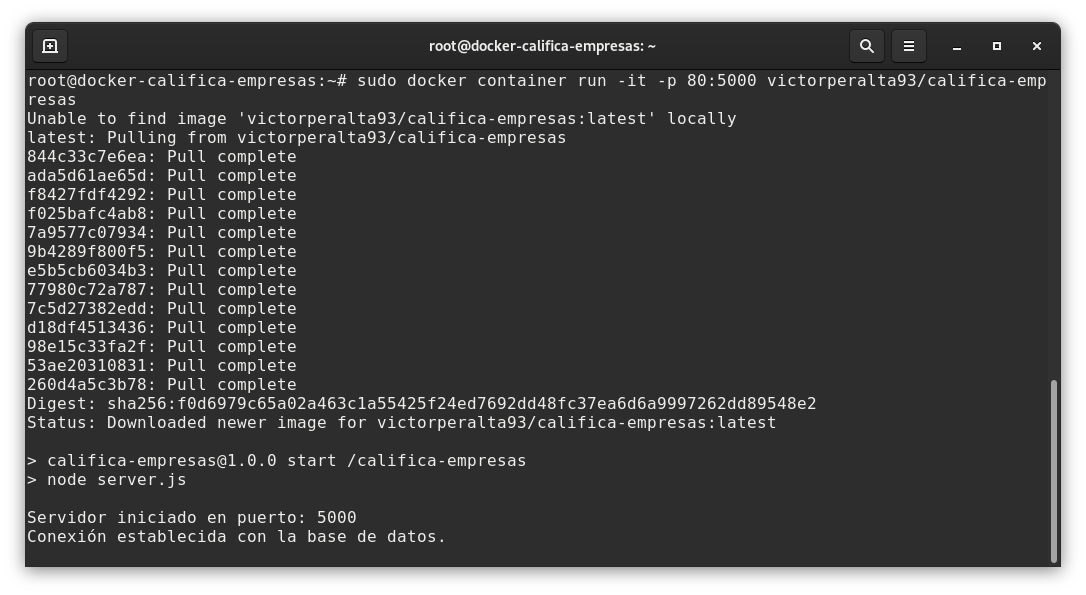 root@docker-califica-empresas: ~
root@docker-califica-empresas:~# sudo docker container run -it -p 80:5000 victorperalta93/califica-emp
resas
Unable to find image 'victorperalta93/califica-empresas:latest' locally
latest: Pulling from victorperalta93/califica-empresas
844c33c7e6ea: Pull complete
ada5d61ae65d: Pull complete
f8427fdf4292: Pull complete
f025bafc4ab8: Pull complete
7a9577c07934: Pull complete
9b4289f800f5: Pull complete
e5b5cb6034b3: Pull complete
77980c72a787: Pull complete
7c5d27382edd: Pull complete
d18df4513436: Pull complete
98e15c33fa2f: Pull complete
53ae20310831: Pull complete
260d4a5c3b78: Pull complete
Digest: sha256:f0d6979c65a02a463c1a55425f24ed7692dd48fc37ea6d6a9997262dd89548e2
Status: Downloaded newer image for victorperalta93/califica-empresas:latest
> califica-empresas@1.0.0 start /califica-empresas
> node server.js
Servidor iniciado en puerto: 5000
Conexión establecida con la base de datos.